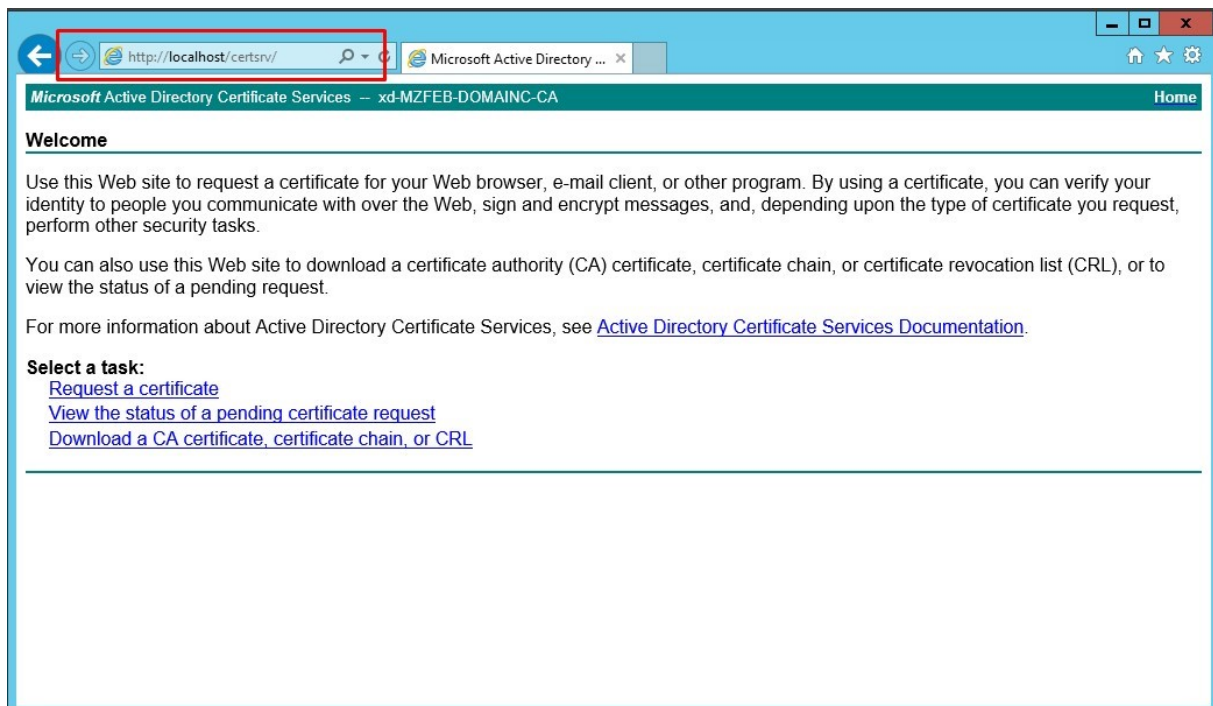 http://localhost/certsrv/
Microsoft Active Directory ...
Microsoft Active Directory Certificate Services -- xd-MZFEB-DOMAINC-CA
Home
Welcome
Use this Web site to request a certificate for your Web browser, e-mail client, or other program. By using a certificate, you can verify your
identity to people you communicate with over the Web, sign and encrypt messages, and, depending upon the type of certificate you request,
perform other security tasks.
You can also use this Web site to download a certificate authority (CA) certificate, certificate chain, or certificate revocation list (CRL), or to
view the status of a pending request.
For more information about Active Directory Certificate Services, see Active Directory Certificate Services Documentation.
Select a task:
Request a certificate
View the status of a pending certificate request
Download a CA certificate, certificate chain, or CRL